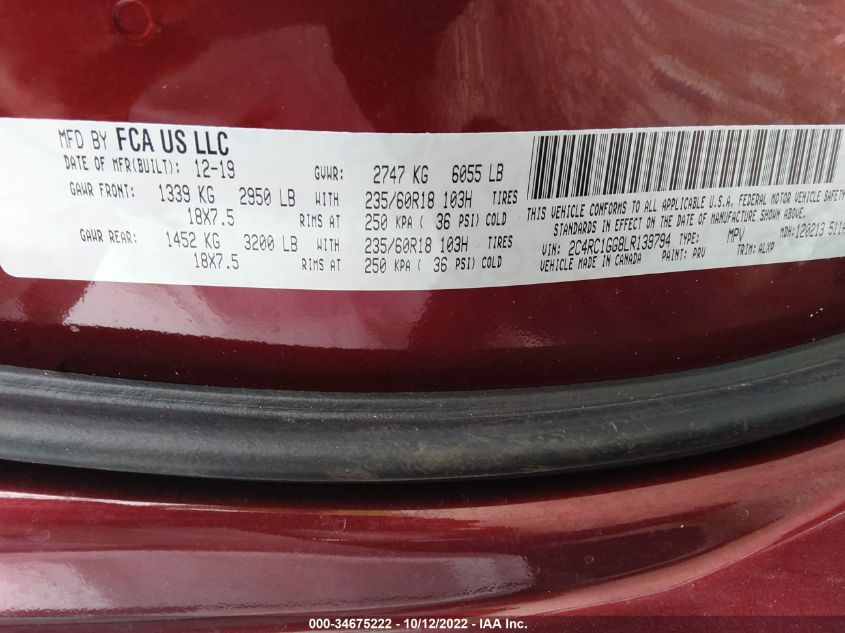 MFD BY FCA US LLC
DATE OF MFR(BUILT): 12-19 GVWR: 2747 KG 6055 LB
GAWR FRONT: 1339 KG 2950 LB WITH 235/60R18 103H TIRES
18X7.5 RIMS AT 250 KPA ( 36 PSI) COLD
GAWR REAR: 1452 KG 3200 LB WITH 235/60R18 103H TIRES
18X7.5 RIMS AT 250 KPA ( 36 PSI) COLD
THIS VEHICLE CONFORMS TO ALL APPLICABLE U.S.A. FEDERAL MOTOR VEHICLE SAFETY
STANDARDS IN EFFECT ON THE DATE OF MANUFACTURE SHOWN ABOVE.
VIN: 2C4RC1GG8LR139794 TYPE: MPV MDH:120213 511A
VEHICLE MADE IN CANADA PAINT: PRV TRIM: ALXP
000-34675222 - 10/12/2022 - IAA Inc.